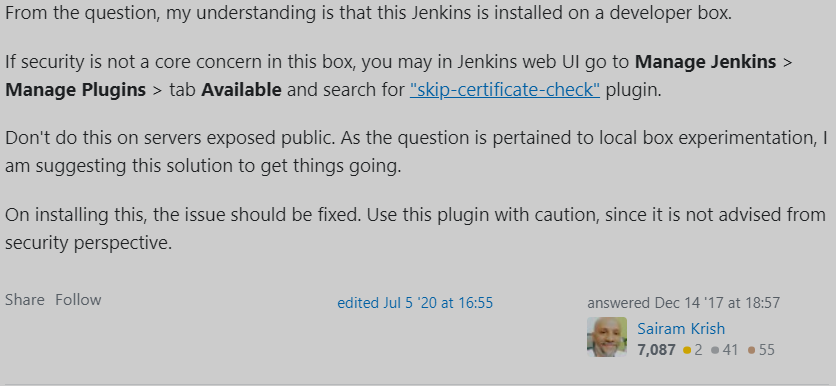 From the question, my understanding is that this Jenkins is installed on a developer box.
If security is not a core concern in this box, you may in Jenkins web UI go to Manage Jenkins >
Manage Plugins > tab Available and search for "skip-certificate-check" plugin.
Don't do this on servers exposed public. As the question is pertained to local box experimentation, I
am suggesting this solution to get things going.
On installing this, the issue should be fixed. Use this plugin with caution, since it is not advised from
security perspective.
Share Follow
edited Jul 5 '20 at 16:55
answered Dec 14 '17 at 18:57
Sairam Krish
7,087 ●2 ●41 ●55